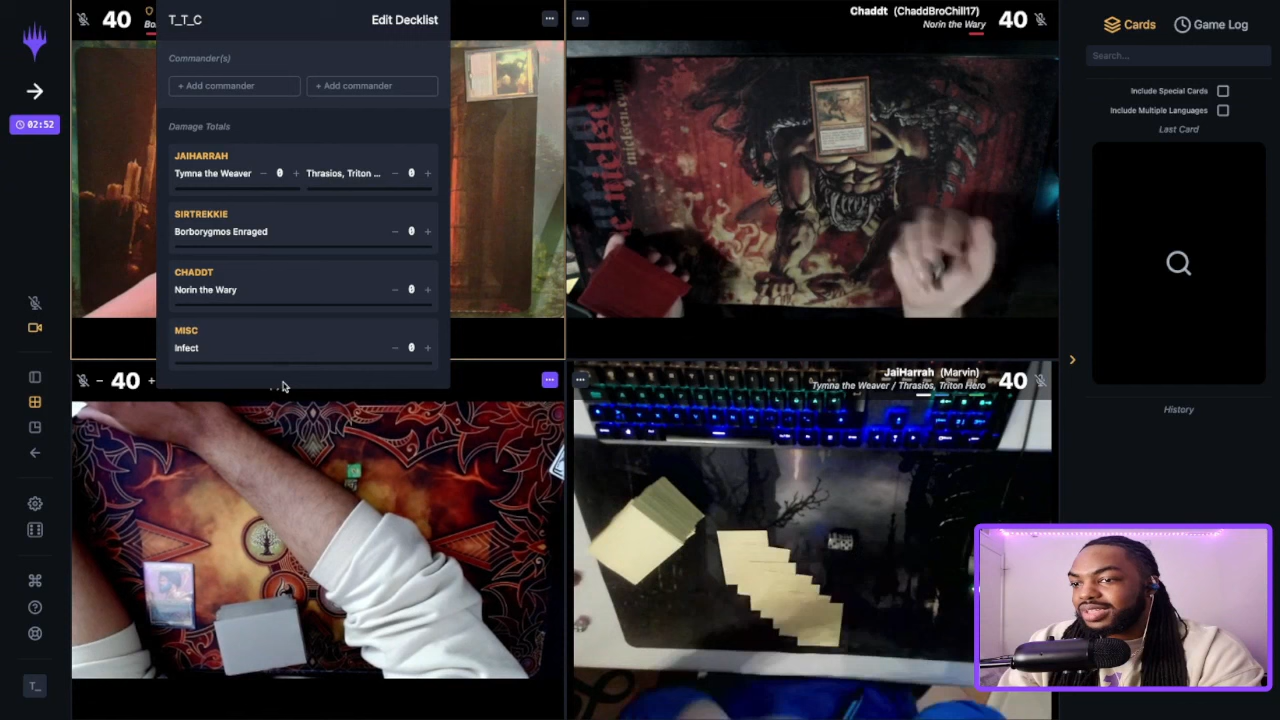 40
T_T_C
Edit Decklist
Commander(s)
+ Add commander
+ Add commander
Damage Totals
JAIHARRAH
Tymna the Weaver − 0 +
Thrasios, Triton ... − 0 +
SIRTREKKIE
Borborygmos Enraged − 0 +
CHADDT
Norin the Wary − 0 +
MISC
Infect − 0 +
Chaddt (ChaddBroChill17)
Norin the Wary
40
02:52
− 40 +
JaiHarrah (Marvin)
Tymna the Weaver / Thrasios, Triton Hero
40
T_
Cards
Game Log
Search...
Include Special Cards
Include Multiple Languages
Last Card
History